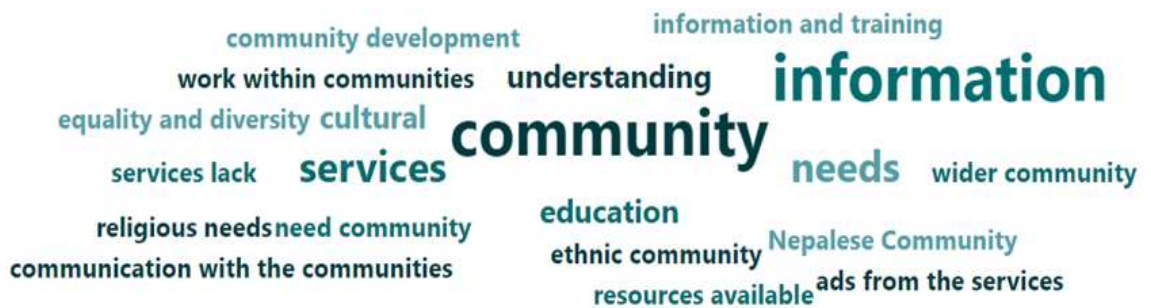 information and training
community development
work within communities
understanding
information
equality and diversity
cultural
community
services lack
services
needs
wider community
education
religious needs
need community
Nepalese Community
ethnic community
communication with the communities
ads from the services
resources available